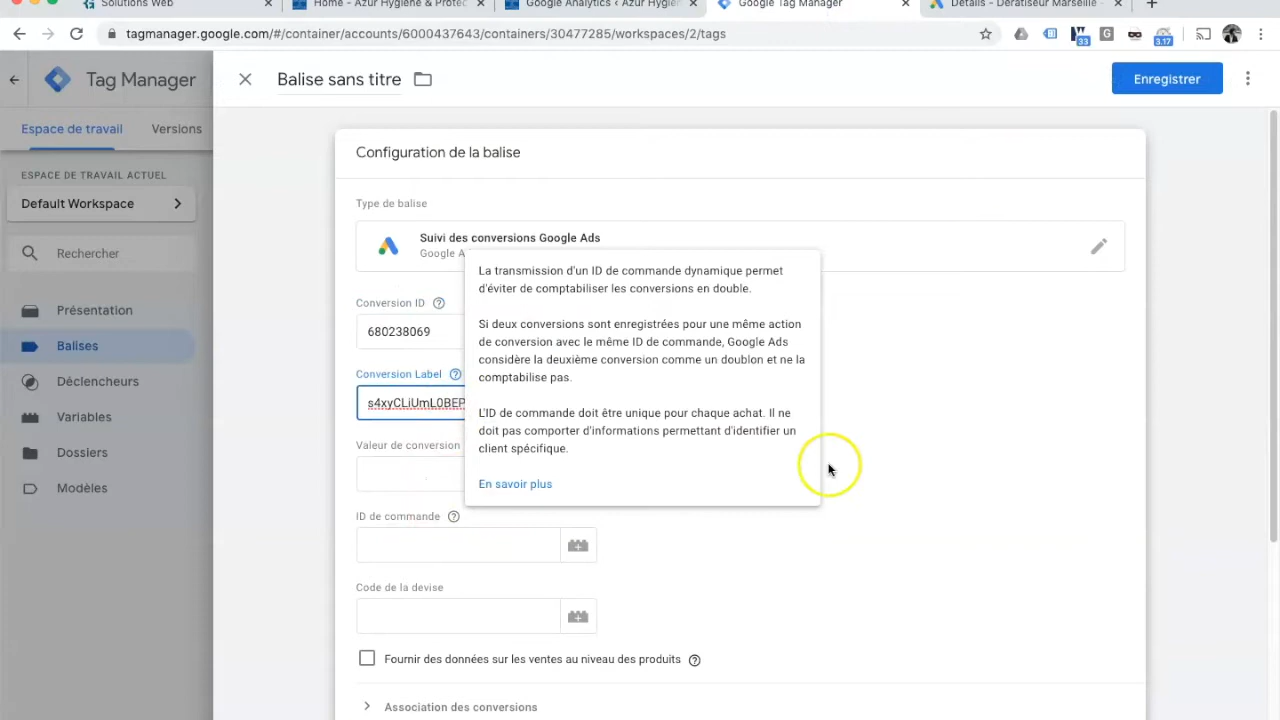 Solutions Web
Home - Azur Hygiène & Protec
Google Analytics ‹ Azur Hygièn
Google Tag Manager
Détails - Dératiseur Marseille -
tagmanager.google.com/#/container/accounts/6000437643/containers/30477285/workspaces/2/tags
33
G
3.17
Tag Manager
Balise sans titre
Enregistrer
Espace de travail
Versions
Configuration de la balise
ESPACE DE TRAVAIL ACTUEL
Default Workspace
Type de balise
Suivi des conversions Google Ads
Google A
Rechercher
Présentation
Balises
Déclencheurs
Variables
Dossiers
Modèles
Conversion ID
680238069
Conversion Label
s4xyCLiUmL0BEP
Valeur de conversion
La transmission d'un ID de commande dynamique permet
d'éviter de comptabiliser les conversions en double.
Si deux conversions sont enregistrées pour une même action
de conversion avec le même ID de commande, Google Ads
considère la deuxième conversion comme un doublon et ne la
comptabilise pas.
L'ID de commande doit être unique pour chaque achat. Il ne
doit pas comporter d'informations permettant d'identifier un
client spécifique.
En savoir plus
ID de commande
Code de la devise
Fournir des données sur les ventes au niveau des produits
Association des conversions